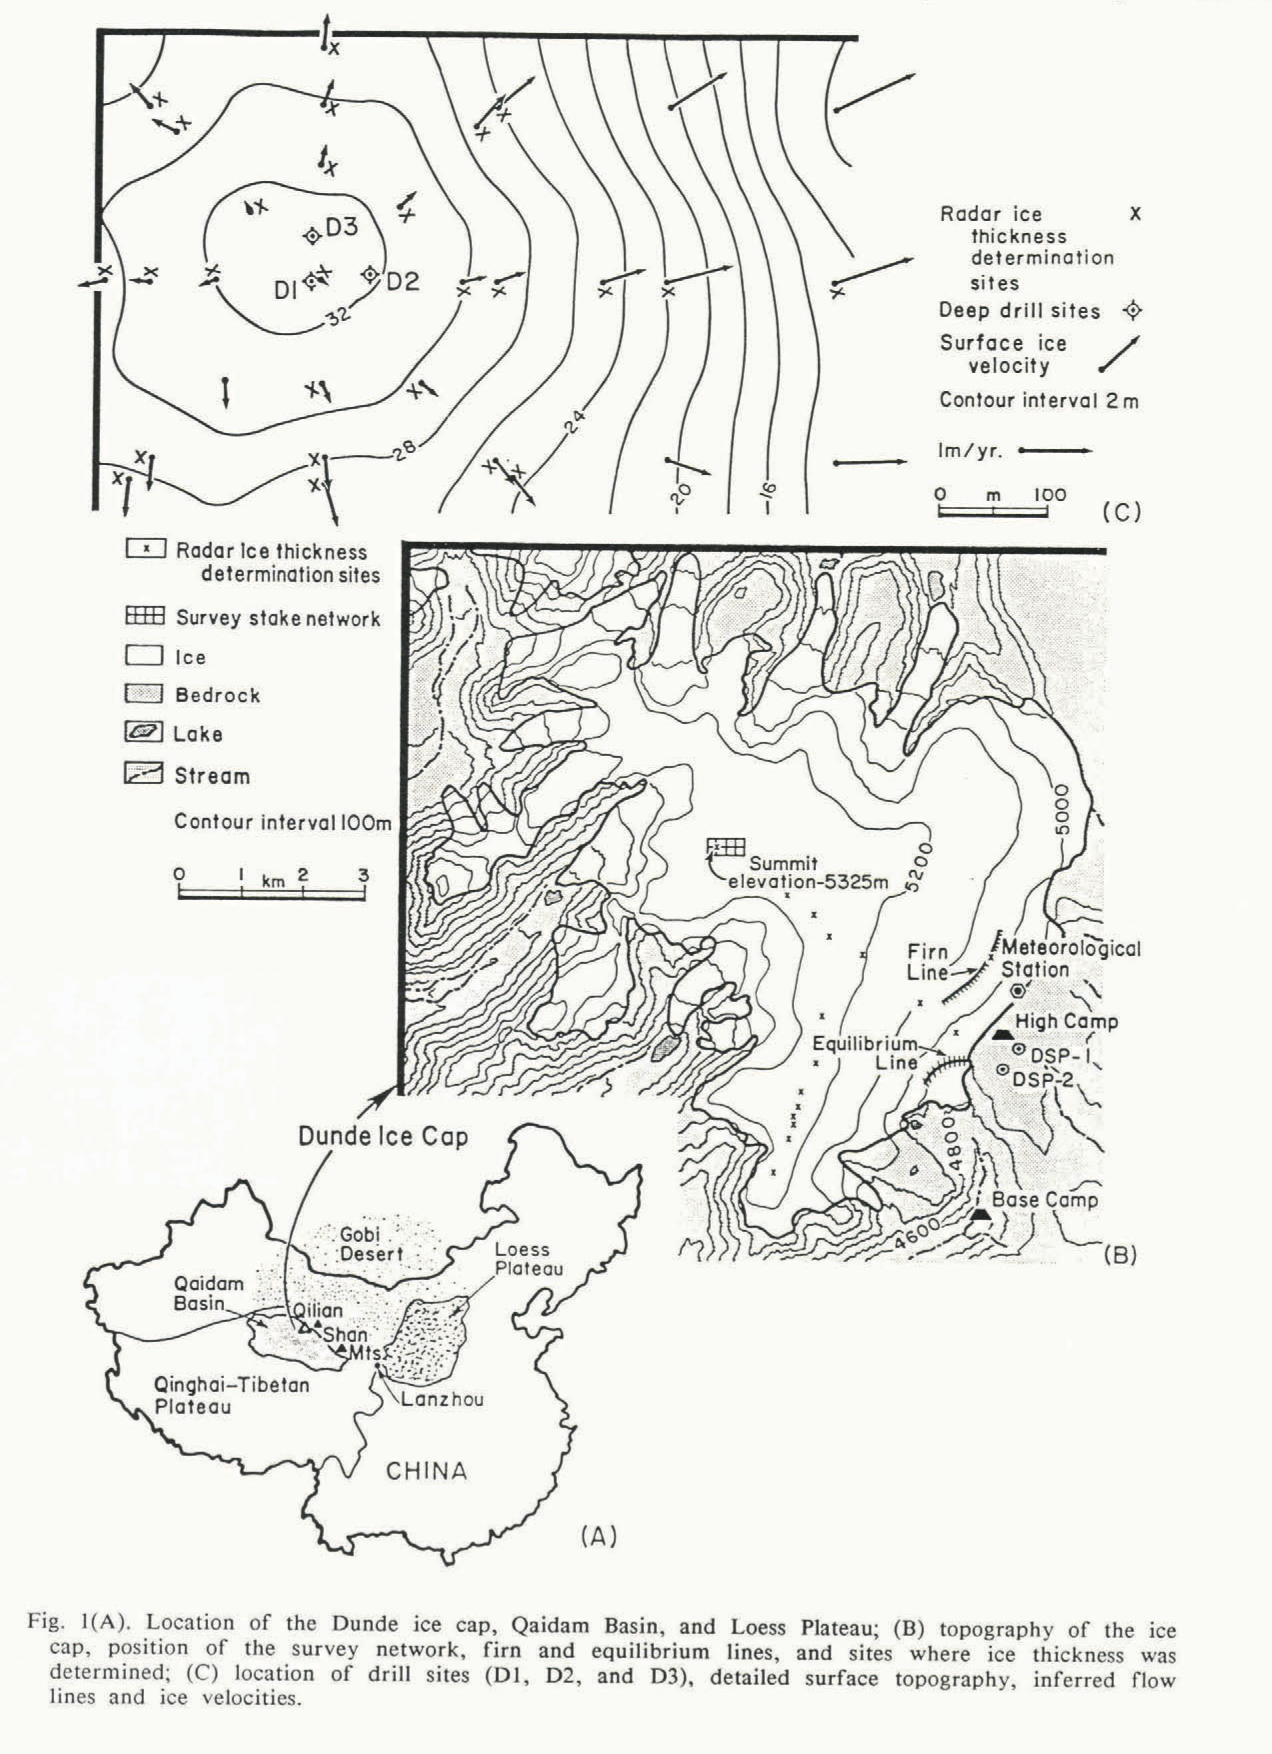 x
x
x
x
x
x
x
x
x
D3
x
x
x
x
D1
x
D2
32
x
x
x
x
x
x
x
28
24
x
x
x
x
x
x
20
16
Radar ice x
thickness
determination
sites
Deep drill sites
Surface ice
velocity
Contour interval 2m
1m/yr.
0 m 100
(C)
x Radar Ice thickness
determination sites
Survey stake network
Ice
Bedrock
Lake
Stream
Contour interval 100m
0 1 km 2 3
5000
Summit
elevation-5325m
5200
Firn
Line
Meteorological
Station
High Camp
Equilibrium
Line
DSP-1
DSP-2
4800
Base Camp
4600
(B)
Dunde Ice Cap
Gobi
Desert
Loess
Plateau
Qaidam
Basin
Qilian
Shan
Mts.
Qinghai-Tibetan
Plateau
Lanzhou
CHINA
(A)
Fig. 1(A). Location of the Dunde ice cap, Qaidam Basin, and Loess Plateau; (B) topography of the ice
cap, position of the survey network, firn and equilibrium lines, and sites where ice thickness was
determined; (C) location of drill sites (D1, D2, and D3), detailed surface topography, inferred flow
lines and ice velocities.